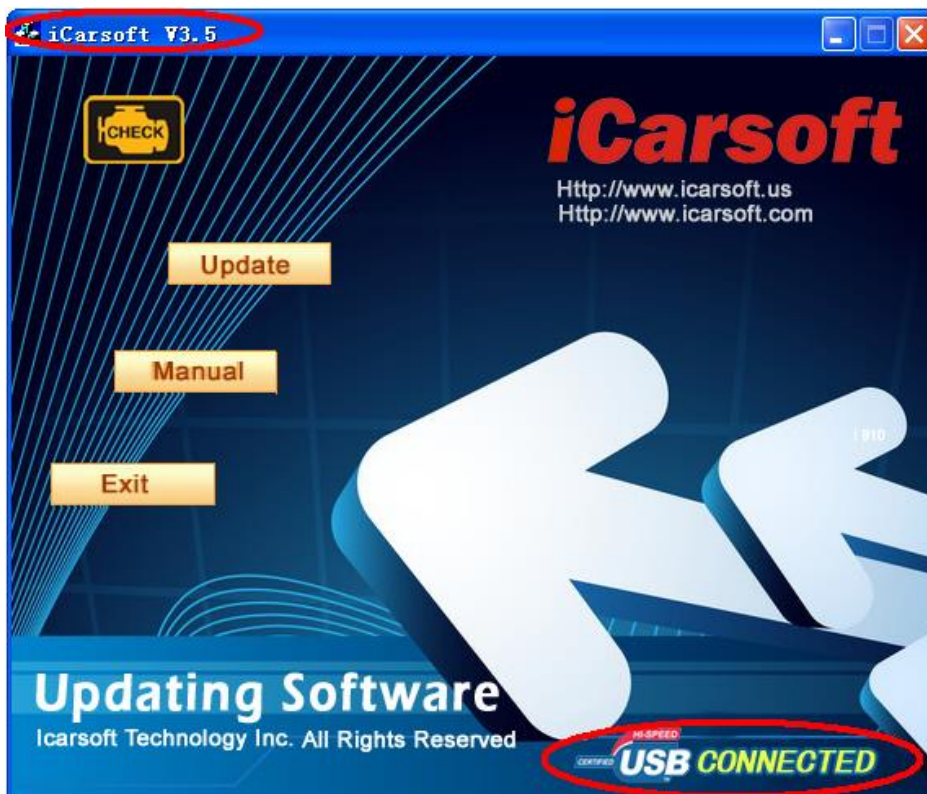 iCarsoft V3.5
CHECK
iCarsoft
Http://www.icarsoft.us
Http://www.icarsoft.com
Update
Manual
i 910
Exit
Updating Software
Icarsoft Technology Inc. All Rights Reserved
HI-SPEED
CERTIFIED USB CONNECTED